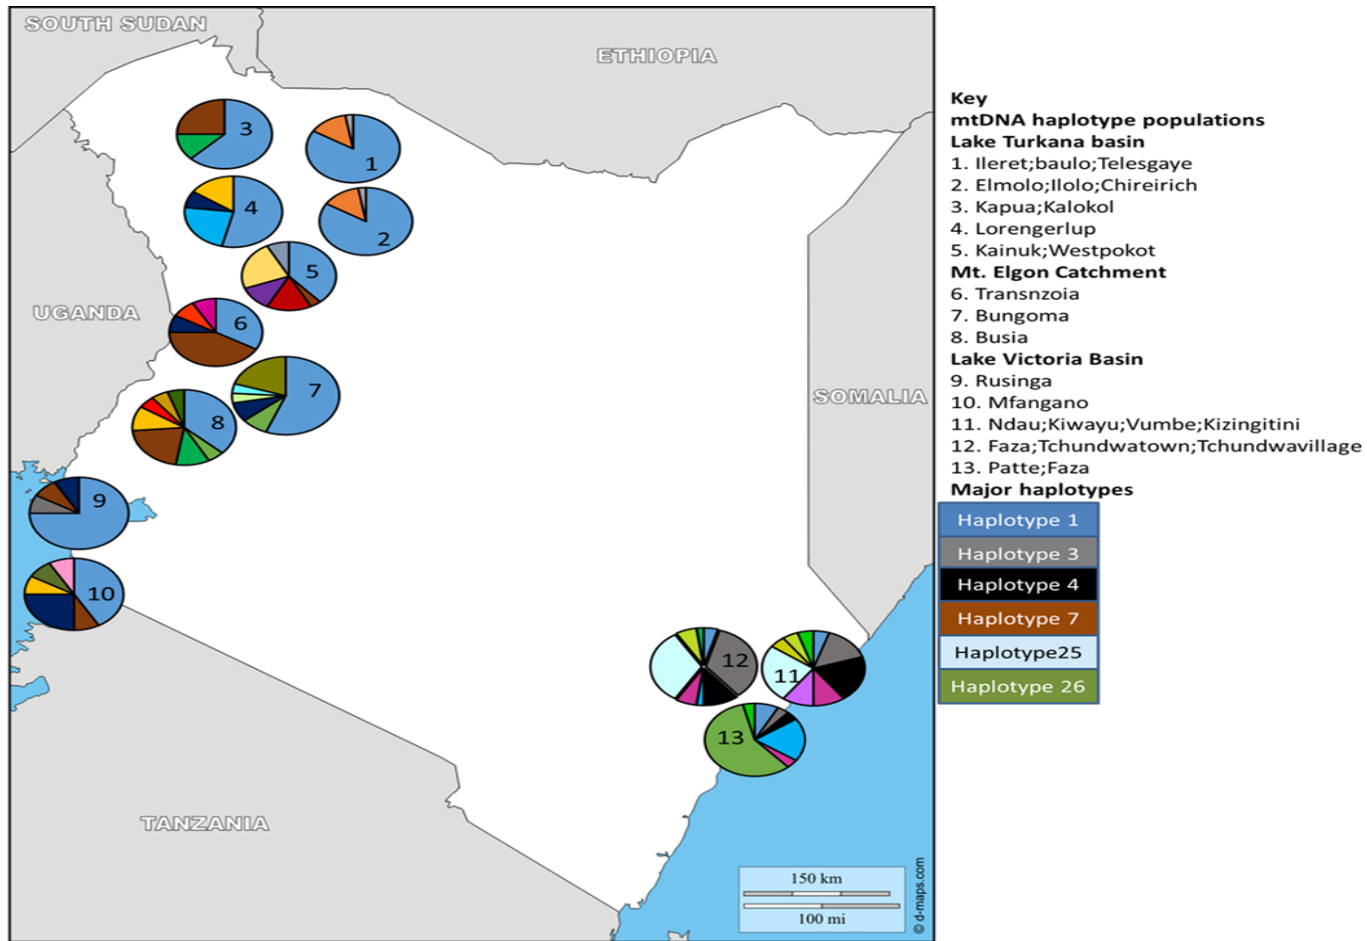 SOUTH SUDAN
ETHIOPIA
UGANDA
SOMALIA
TANZANIA
3
1
4
2
5
6
7
8
9
10
12
11
13
150 km
100 mi
© d-maps.com
Key
mtDNA haplotype populations
Lake Turkana basin
1. Ileret;baulo;Telesgaye
2. Elmolo;Ilolo;Chireirich
3. Kapua;Kalokol
4. Lorengerlup
5. Kainuk;Westpokot
Mt. Elgon Catchment
6. Transnzoia
7. Bungoma
8. Busia
Lake Victoria Basin
9. Rusinga
10. Mfangano
11. Ndau;Kiwayu;Vumbe;Kizingitini
12. Faza;Tchundwatown;Tchundwavillage
13. Patte;Faza
Major haplotypes
Haplotype 1
Haplotype 3
Haplotype 4
Haplotype 7
Haplotype25
Haplotype 26